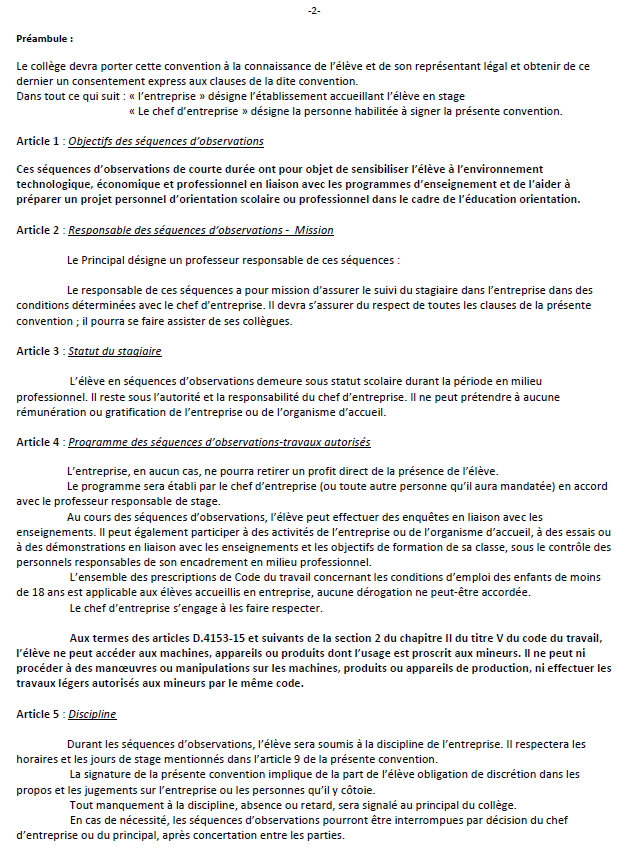 -2-
Préambule :
Le collège devra porter cette convention à la connaissance de l'élève et de son représentant légal et obtenir de ce
dernier un consentement express aux clauses de la dite convention.
Dans tout ce qui suit : « l'entreprise » désigne l'établissement accueillant l'élève en stage
« Le chef d'entreprise » désigne la personne habilitée à signer la présente convention.
Article 1 : Objectifs des séquences d'observations
Ces séquences d'observations de courte durée ont pour objet de sensibiliser l'élève à l'environnement
technologique, économique et professionnel en liaison avec les programmes d'enseignement et de l'aider à
préparer un projet personnel d'orientation scolaire ou professionnel dans le cadre de l'éducation orientation.
Article 2 : Responsable des séquences d'observations - Mission
Le Principal désigne un professeur responsable de ces séquences :
Le responsable de ces séquences a pour mission d'assurer le suivi du stagiaire dans l'entreprise dans des
conditions déterminées avec le chef d'entreprise. Il devra s'assurer du respect de toutes les clauses de la présente
convention ; il pourra se faire assister de ses collègues.
Article 3 : Statut du stagiaire
L'élève en séquences d'observations demeure sous statut scolaire durant la période en milieu
professionnel. Il reste sous l'autorité et la responsabilité du chef d'entreprise. Il ne peut prétendre à aucune
rémunération ou gratification de l'entreprise ou de l'organisme d'accueil.
Article 4 : Programme des séquences d'observations-travaux autorisés
L'entreprise, en aucun cas, ne pourra retirer un profit direct de la présence de l'élève.
Le programme sera établi par le chef d'entreprise (ou toute autre personne qu'il aura mandatée) en accord
avec le professeur responsable de stage.
Au cours des séquences d'observations, l'élève peut effectuer des enquêtes en liaison avec les
enseignements. Il peut également participer à des activités de l'entreprise ou de l'organisme d'accueil, à des essais ou
à des démonstrations en liaison avec les enseignements et les objectifs de formation de sa classe, sous le contrôle des
personnels responsables de son encadrement en milieu professionnel.
L'ensemble des prescriptions de Code du travail concernant les conditions d'emploi des enfants de moins
de 18 ans est applicable aux élèves accueillis en entreprise, aucune dérogation ne peut-être accordée.
Le chef d'entreprise s'engage à les faire respecter.
Aux termes des articles D.4153-15 et suivants de la section 2 du chapitre II du titre V du code du travail,
l'élève ne peut accéder aux machines, appareils ou produits dont l'usage est proscrit aux mineurs. Il ne peut ni
procéder à des manœuvres ou manipulations sur les machines, produits ou appareils de production, ni effectuer les
travaux légers autorisés aux mineurs par le même code.
Article 5 : Discipline
Durant les séquences d'observations, l'élève sera soumis à la discipline de l'entreprise. Il respectera les
horaires et les jours de stage mentionnés dans l'article 9 de la présente convention.
La signature de la présente convention implique de la part de l'élève obligation de discrétion dans les
propos et les jugements sur l'entreprise ou les personnes qu'il y côtoie.
Tout manquement à la discipline, absence ou retard, sera signalé au principal du collège.
En cas de nécessité, les séquences d'observations pourront être interrompues par décision du chef
d'entreprise ou du principal, après concertation entre les parties.